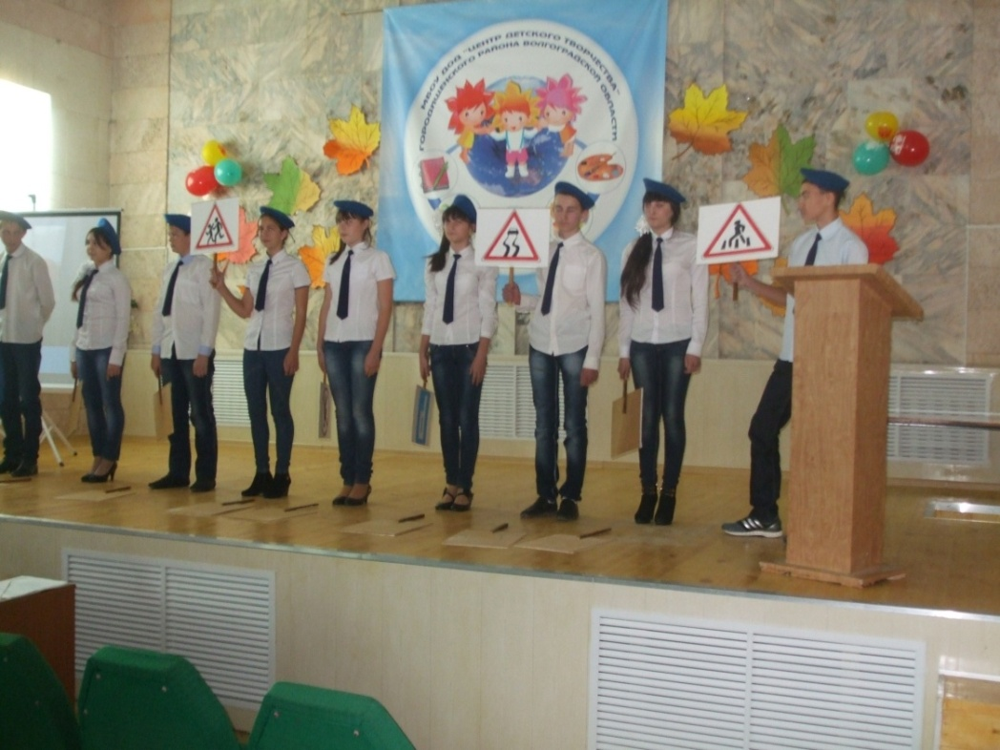 МБОУ ДОД "ЦЕНТР ДЕТСКОГО ТВОРЧЕСТВА"
ГОРОДИЩЕНСКОГО РАЙОНА ВОЛГОГРАДСКОЙ ОБЛАСТИ